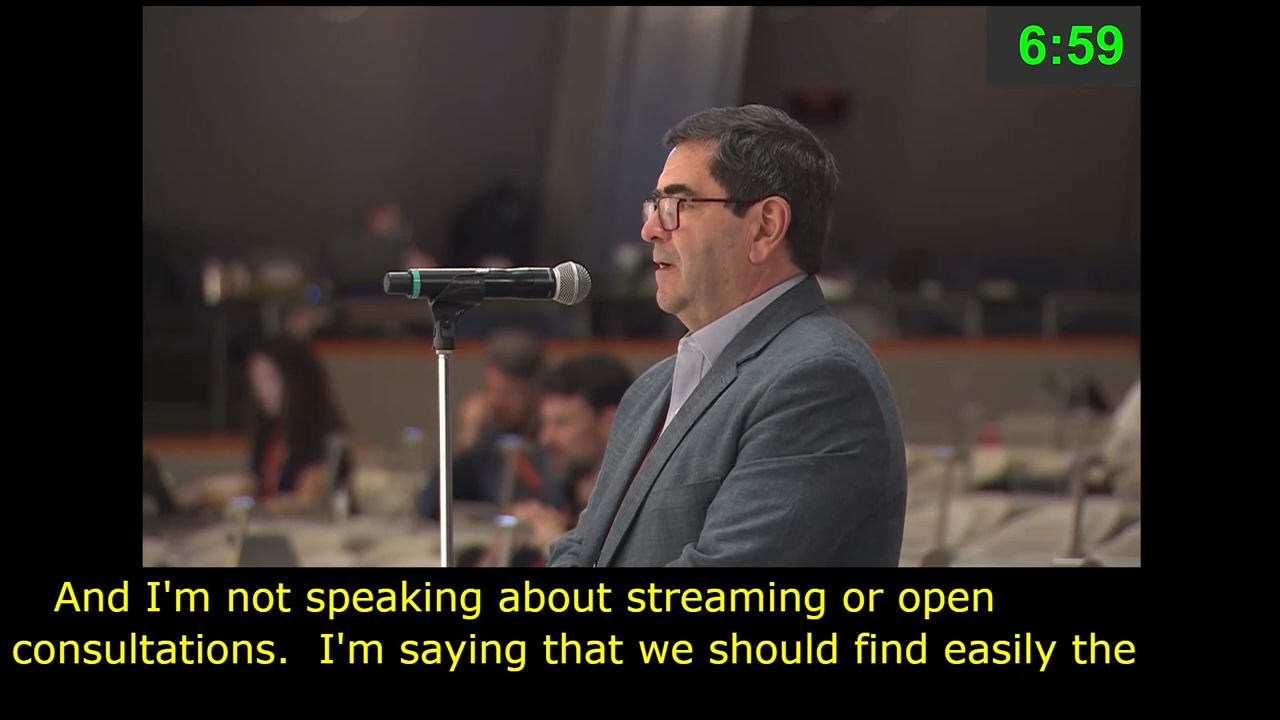 6:59
And I'm not speaking about streaming or open
consultations.  I'm saying that we should find easily the